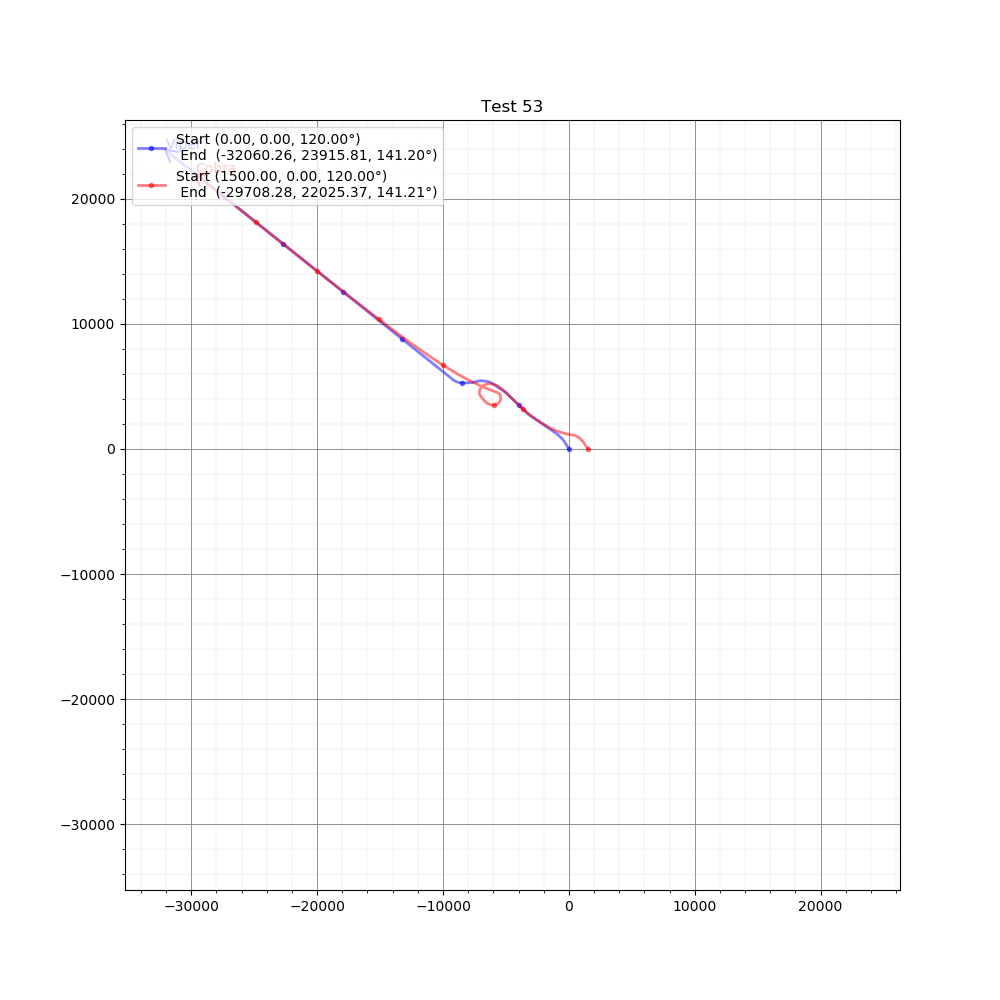 Test 53
Start (0.00, 0.00, 120.00°)
End (-32060.26, 23915.81, 141.20°)
Start (1500.00, 0.00, 120.00°)
End (-29708.28, 22025.37, 141.21°)
Viper
Cobra
20000
10000
0
−10000
−20000
−30000
−30000
−20000
−10000
0
10000
20000